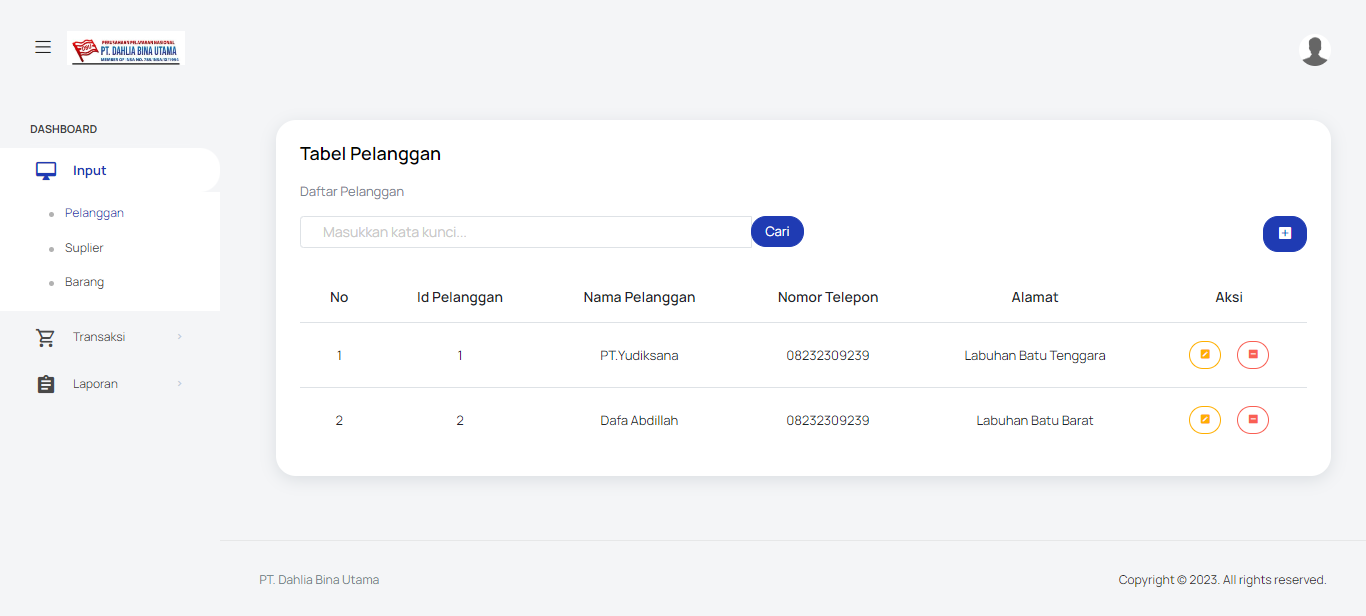 PERUSAHAAN PELAYARAN NASIONAL
PT. DAHLIA BINA UTAMA
DASHBOARD
Input
Pelanggan
Suplier
Barang
Transaksi
Laporan
Tabel Pelanggan
Daftar Pelanggan
Masukkan kata kunci... Cari
No Id Pelanggan Nama Pelanggan Nomor Telepon Alamat Aksi
1 1 PT.Yudiksana 08232309239 Labuhan Batu Tenggara
2 2 Dafa Abdillah 08232309239 Labuhan Batu Barat
PT. Dahlia Bina Utama Copyright © 2023. All rights reserved.